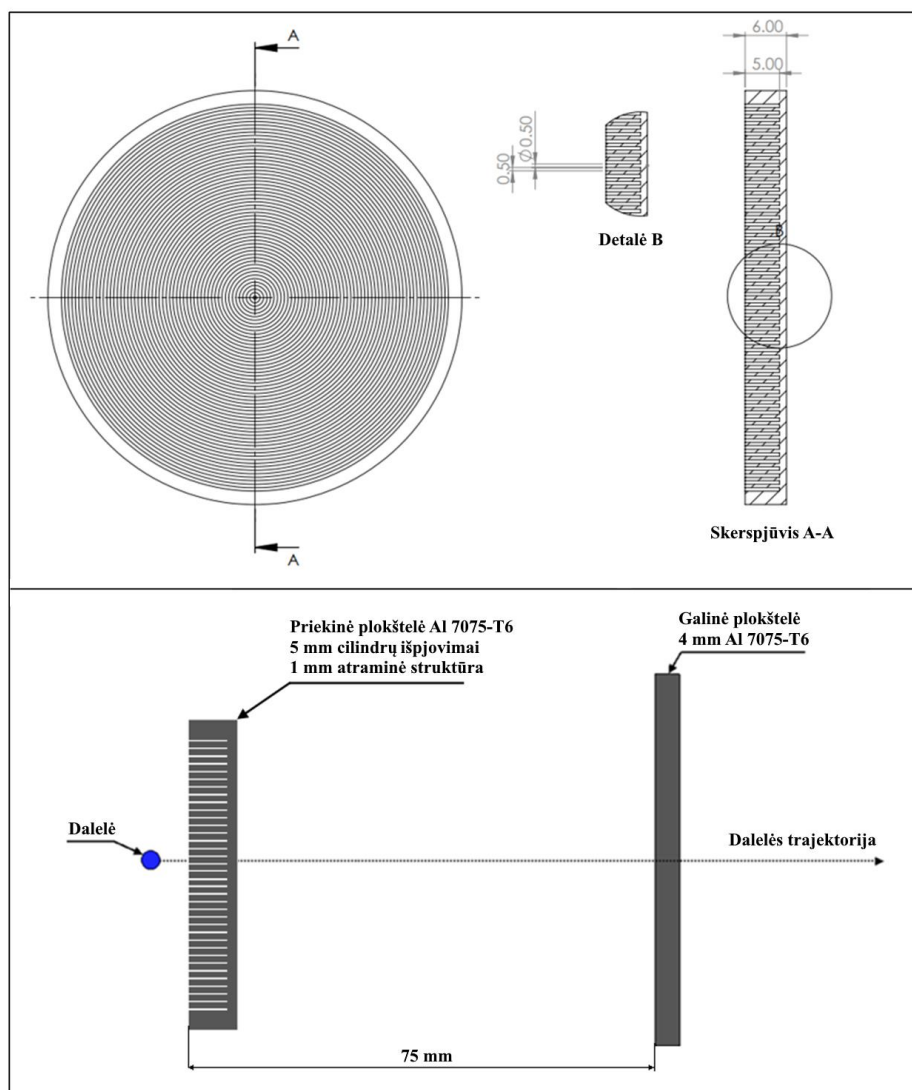 A
6.00
5.00
0.50
Ø0.50
B
Detalė B
A
Skerspjūvis A-A
Priekinė plokštelė Al 7075-T6
5 mm cilindrų išpjovimai
1 mm atraminė struktūra
Galinė plokštelė
4 mm Al 7075-T6
Dalelė
Dalelės trajektorija
75 mm